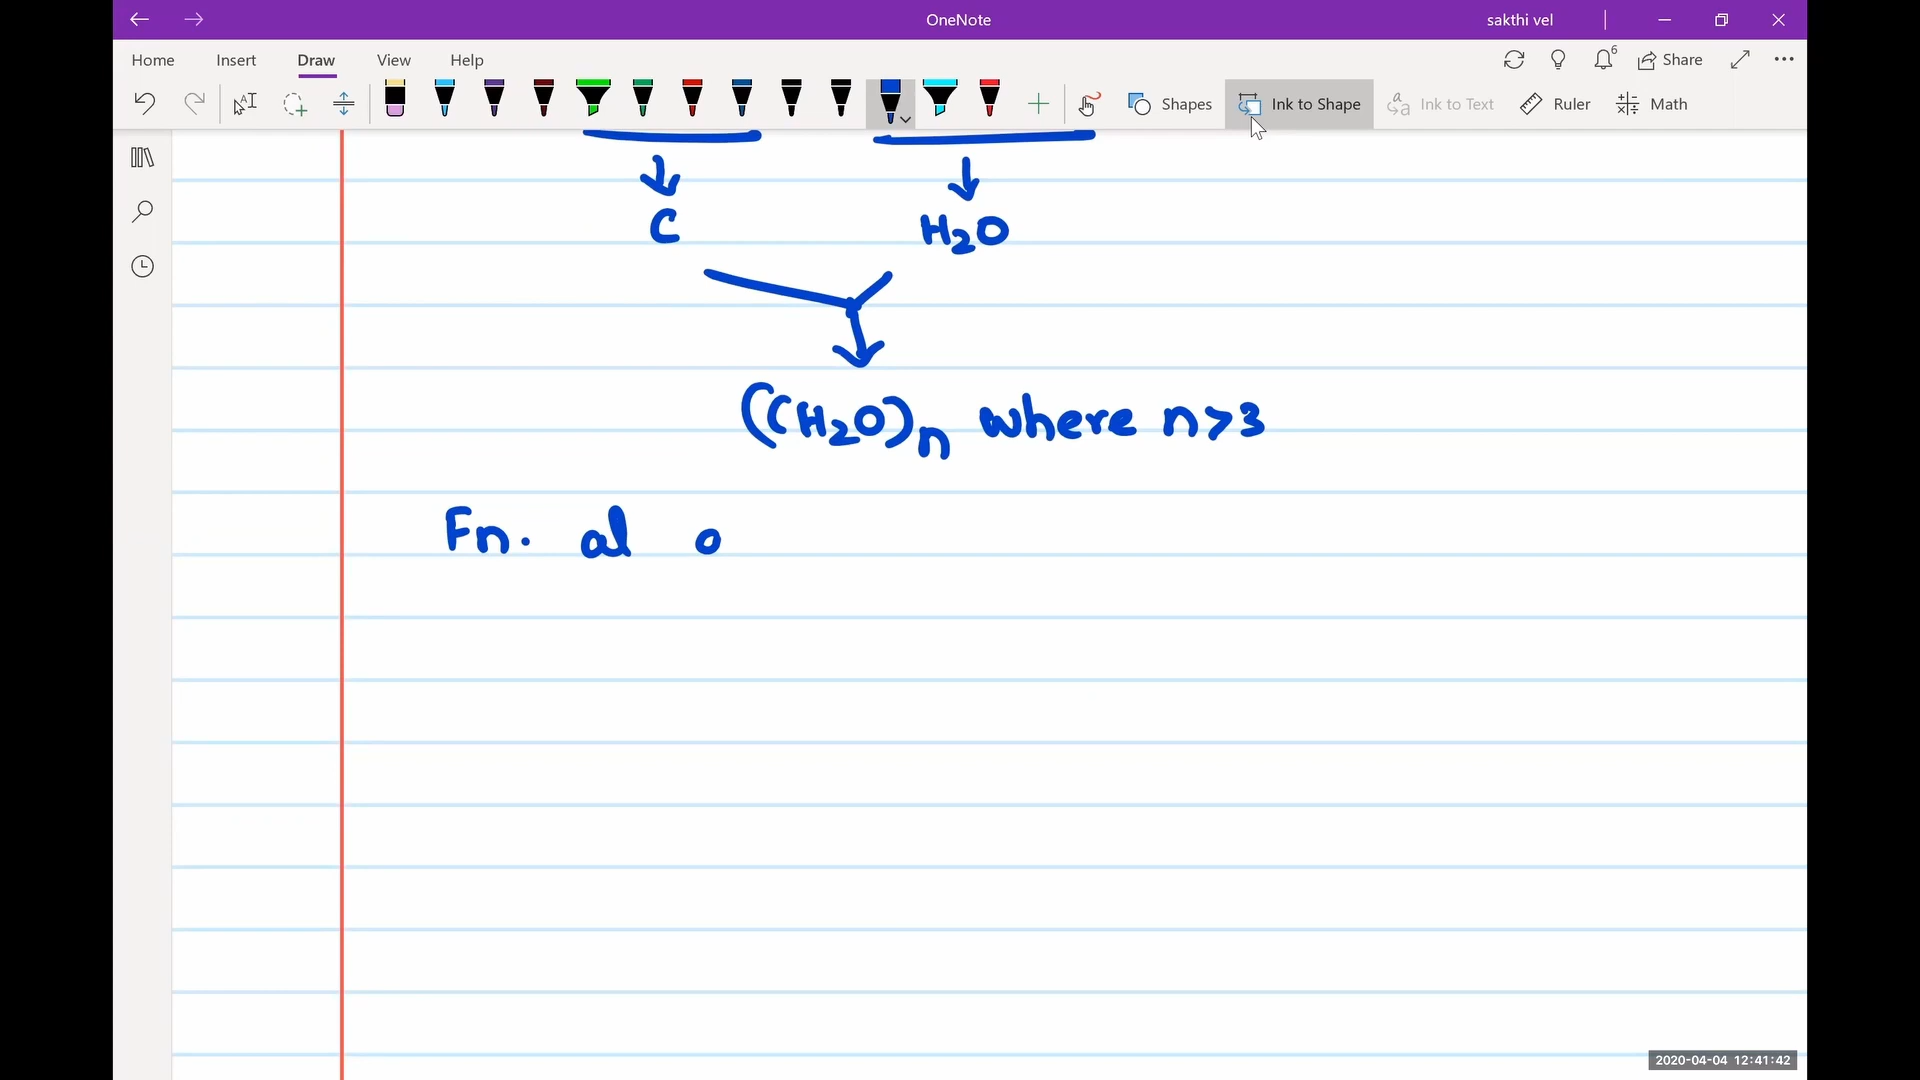 OneNote
sakthi vel
Home Insert Draw View Help
6
Share
Shapes
Ink to Shape
Ink to Text
Ruler
Math
C
H₂O
(CH₂O)n where n>3
Fn. al o
2020-04-04 12:41:42